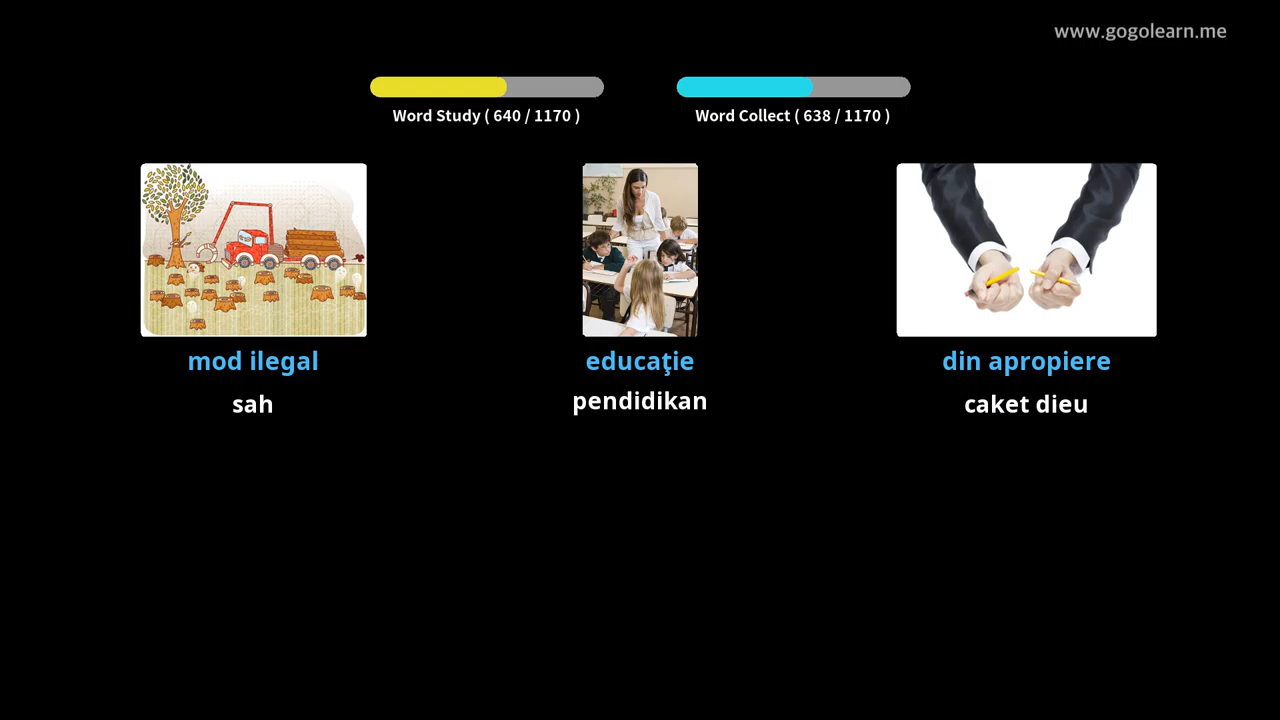 www.gogolearn.me
Word Study ( 640 / 1170 )
Word Collect ( 638 / 1170 )
mod ilegal
educaţie
din apropiere
sah
pendidikan
caket dieu